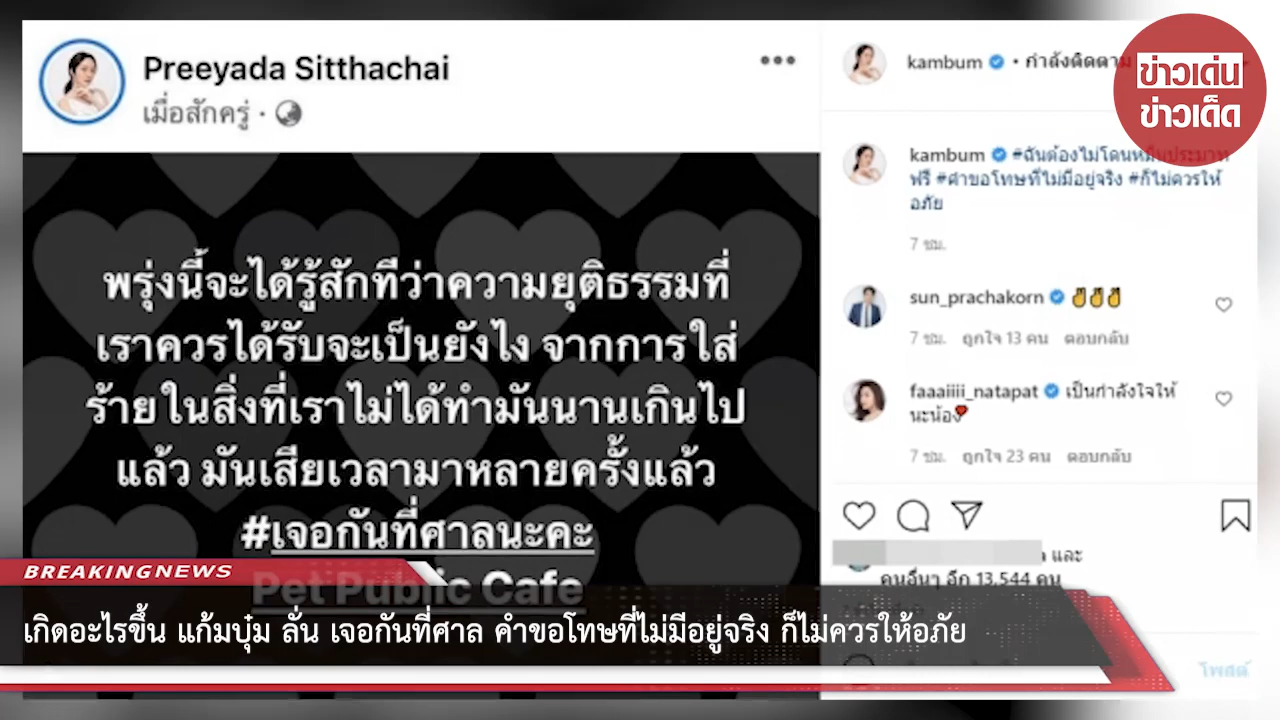 Preeyada Sitthachai
เมื่อสักครู่ ·
พรุ่งนี้จะได้รู้สักทีว่าความยุติธรรมที่
เราควรได้รับจะเป็นยังไง จากการใส่
ร้ายในสิ่งที่เราไม่ได้ทำมันนานเกินไป
แล้ว มันเสียเวลามาหลายครั้งแล้ว
#เจอกันที่ศาลนะคะ
Pet Public Cafe
kambum • กำลังติดตาม
ข่าวเด่น
ข่าวเด็ด
kambum #ฉันต้องไม่โดนหมิ่นประมาท
ฟรี #คำขอโทษที่ไม่มีอยู่จริง #ก็ไม่ควรให้
อภัย
7 ชม.
sun_prachakorn
7 ชม. ถูกใจ 13 คน ตอบกลับ
faaaiiiii_natapat เป็นกำลังใจให้
นะน้อง
7 ชม. ถูกใจ 23 คน ตอบกลับ
และ
คนอื่นๆ อีก 13,544 คน
โพสต์
BREAKINGNEWS
เกิดอะไรขึ้น แก้มบุ๋ม ลั่น เจอกันที่ศาล คำขอโทษที่ไม่มีอยู่จริง ก็ไม่ควรให้อภัย